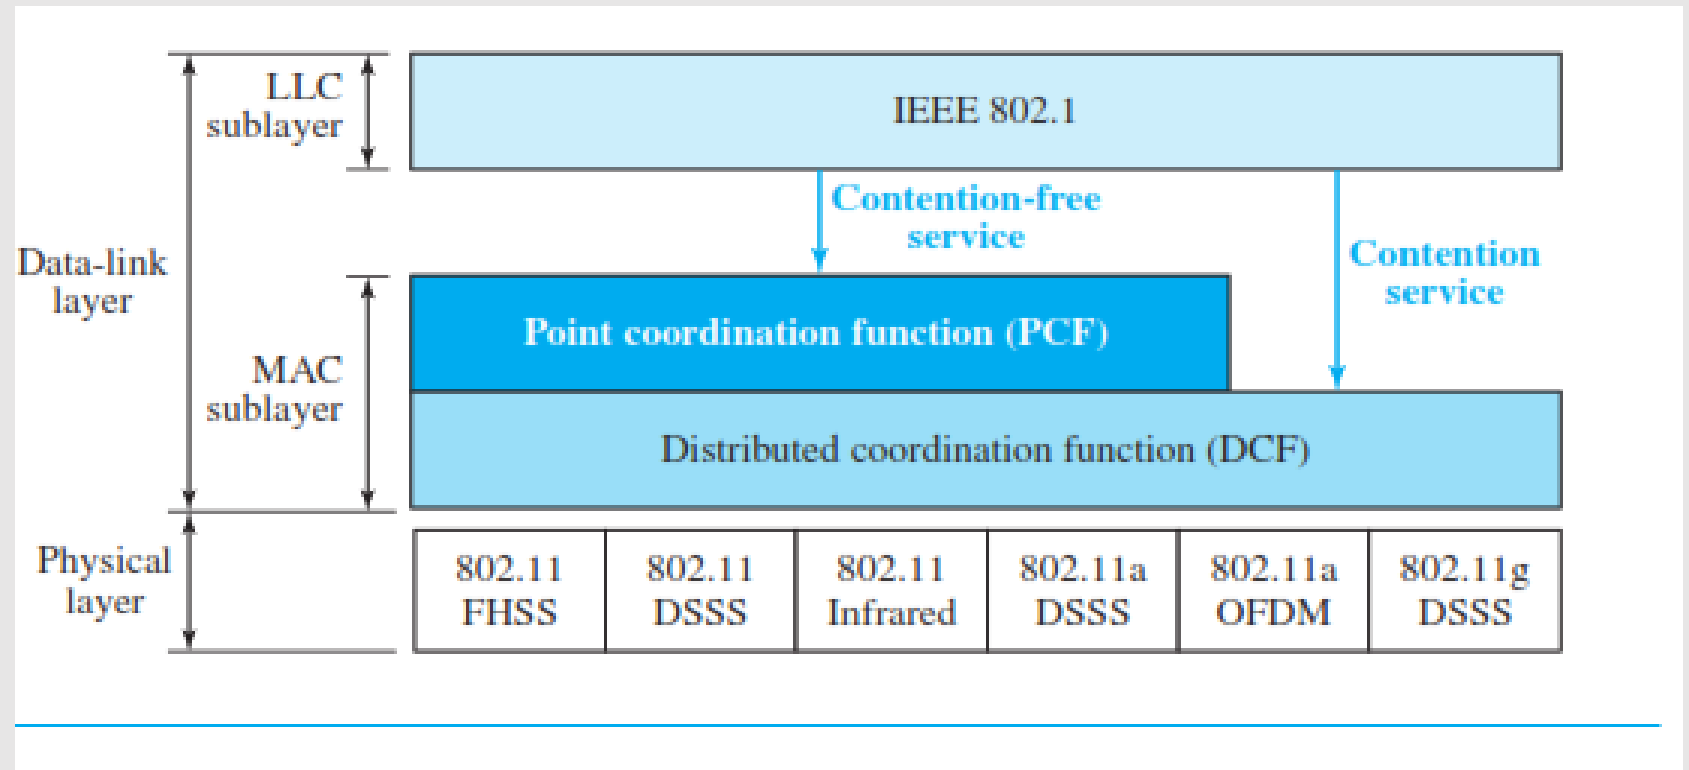 LLC
sublayer
IEEE 802.1
Contention-free
service
Contention
service
Data-link
layer
Point coordination function (PCF)
MAC
sublayer
Distributed coordination function (DCF)
Physical
layer
802.11
FHSS
802.11
DSSS
802.11
Infrared
802.11a
DSSS
802.11a
OFDM
802.11g
DSSS